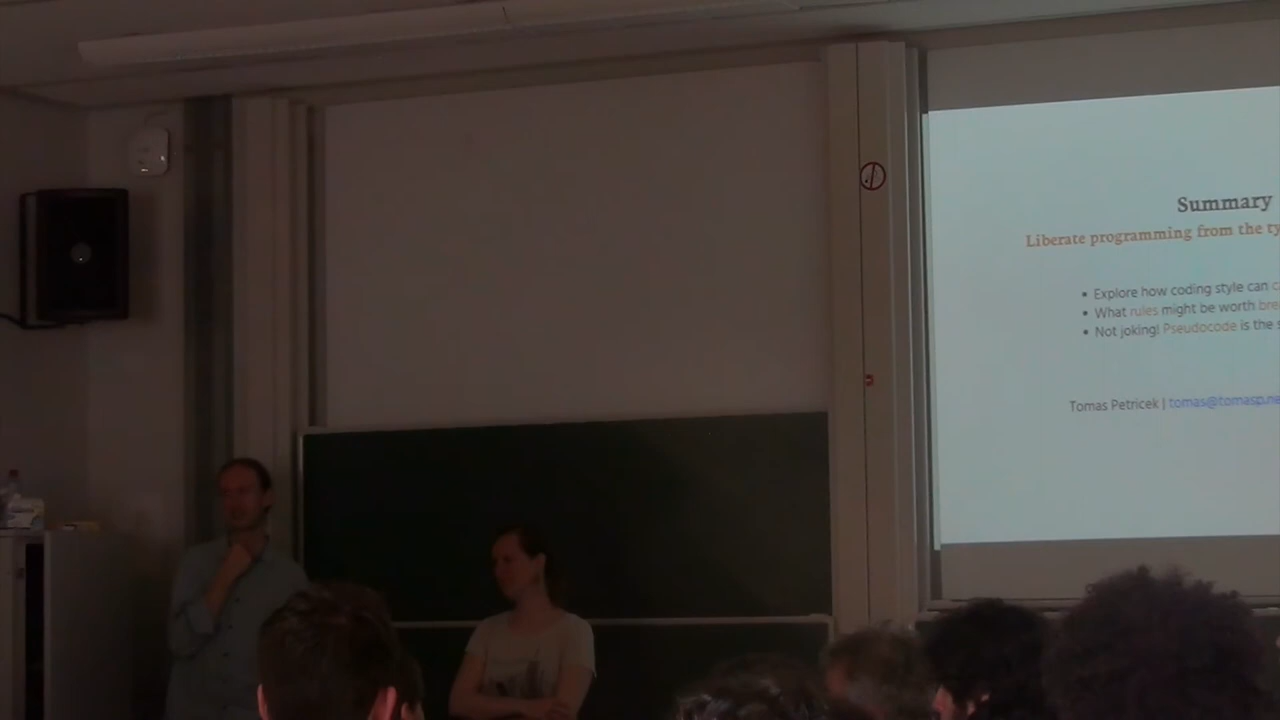 Summary
Liberate programming from the ty
• Explore how coding style can c
• What rules might be worth bre
• Not joking! Pseudocode is the s
Tomas Petricek | tomas@tomasp.ne